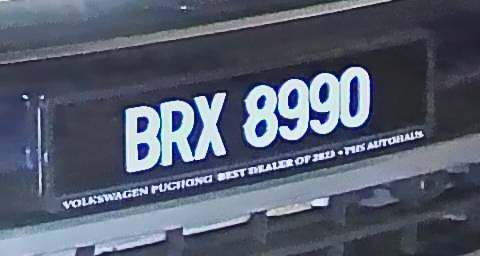 BRX 8990
VOLKSWAGEN PUCHONG BEST DEALER OF 2023 • PHS AUTOHAUS